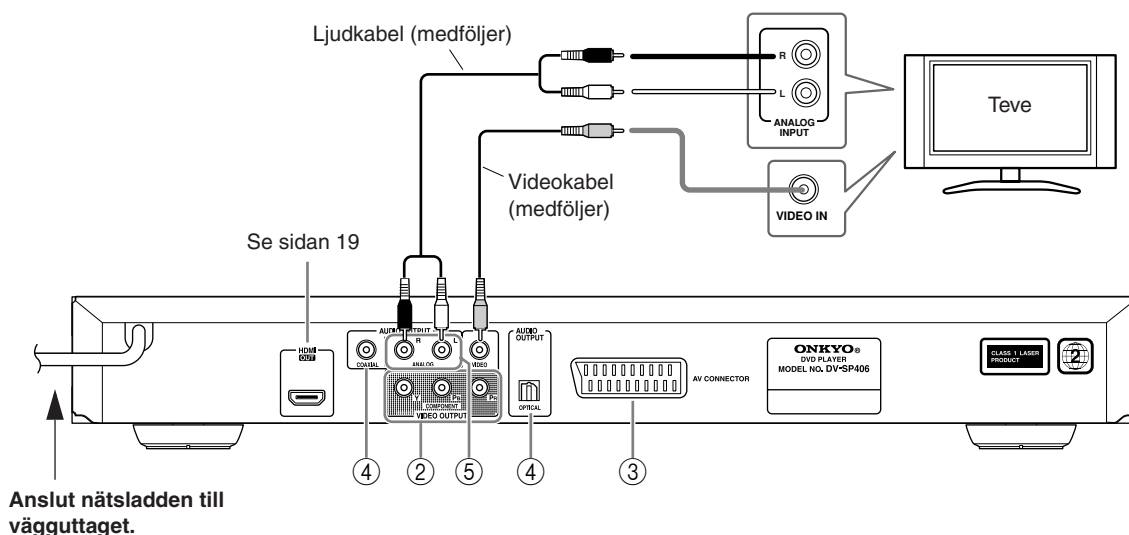 Ljudkabel (medföljer)
R
L
ANALOG
INPUT
Teve
Videokabel
(medföljer)
VIDEO IN
Se sidan 19
HDMI
OUT
AUDIO OUTPUT
R
L
COAXIAL
ANALOG
VIDEO
Y
PB
PR
COMPONENT
VIDEO OUTPUT
AUDIO
OUTPUT
OPTICAL
AV CONNECTOR
ONKYO®
DVD PLAYER
MODEL NO. DV-SP406
CLASS 1 LASER
PRODUCT
2
④
②
⑤
④
③
Anslut nätsladden till
vägguttaget.